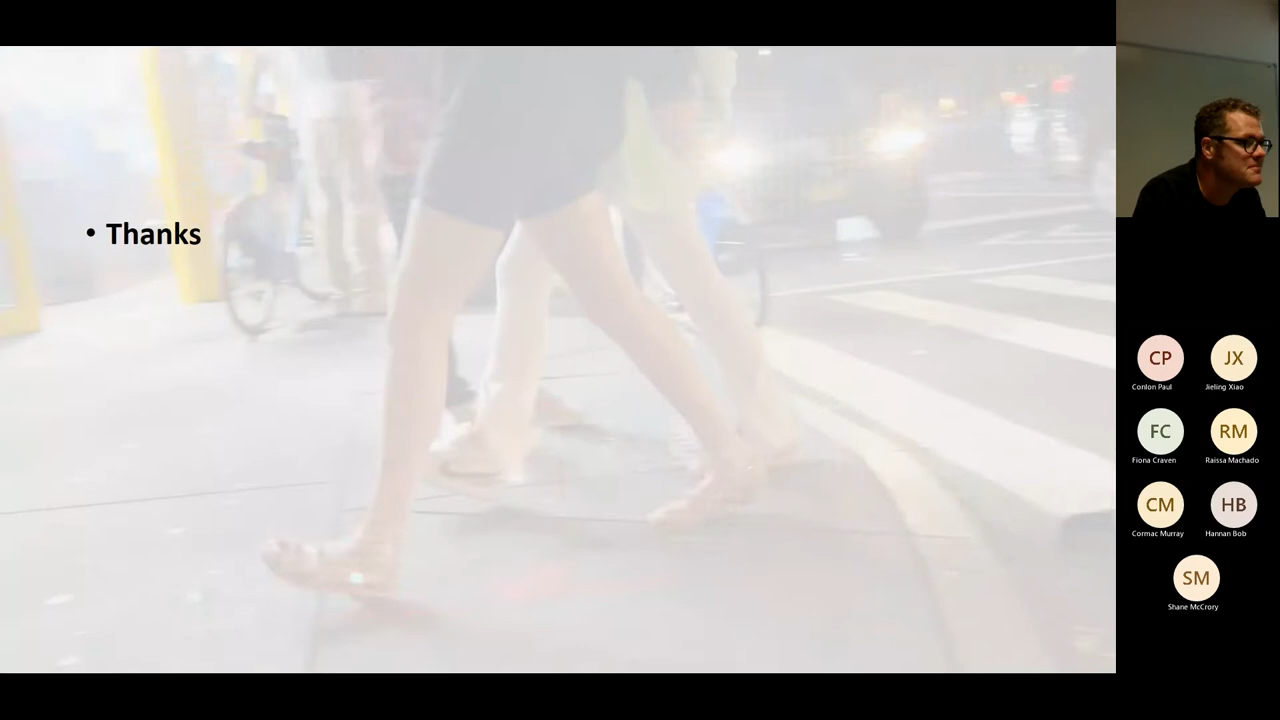 • Thanks
CP
JX
Conlon Paul
Jieling Xiao
FC
RM
Fiona Craven
Raissa Machado
CM
HB
Cormac Murray
Hannan Bob
SM
Shane McCrory